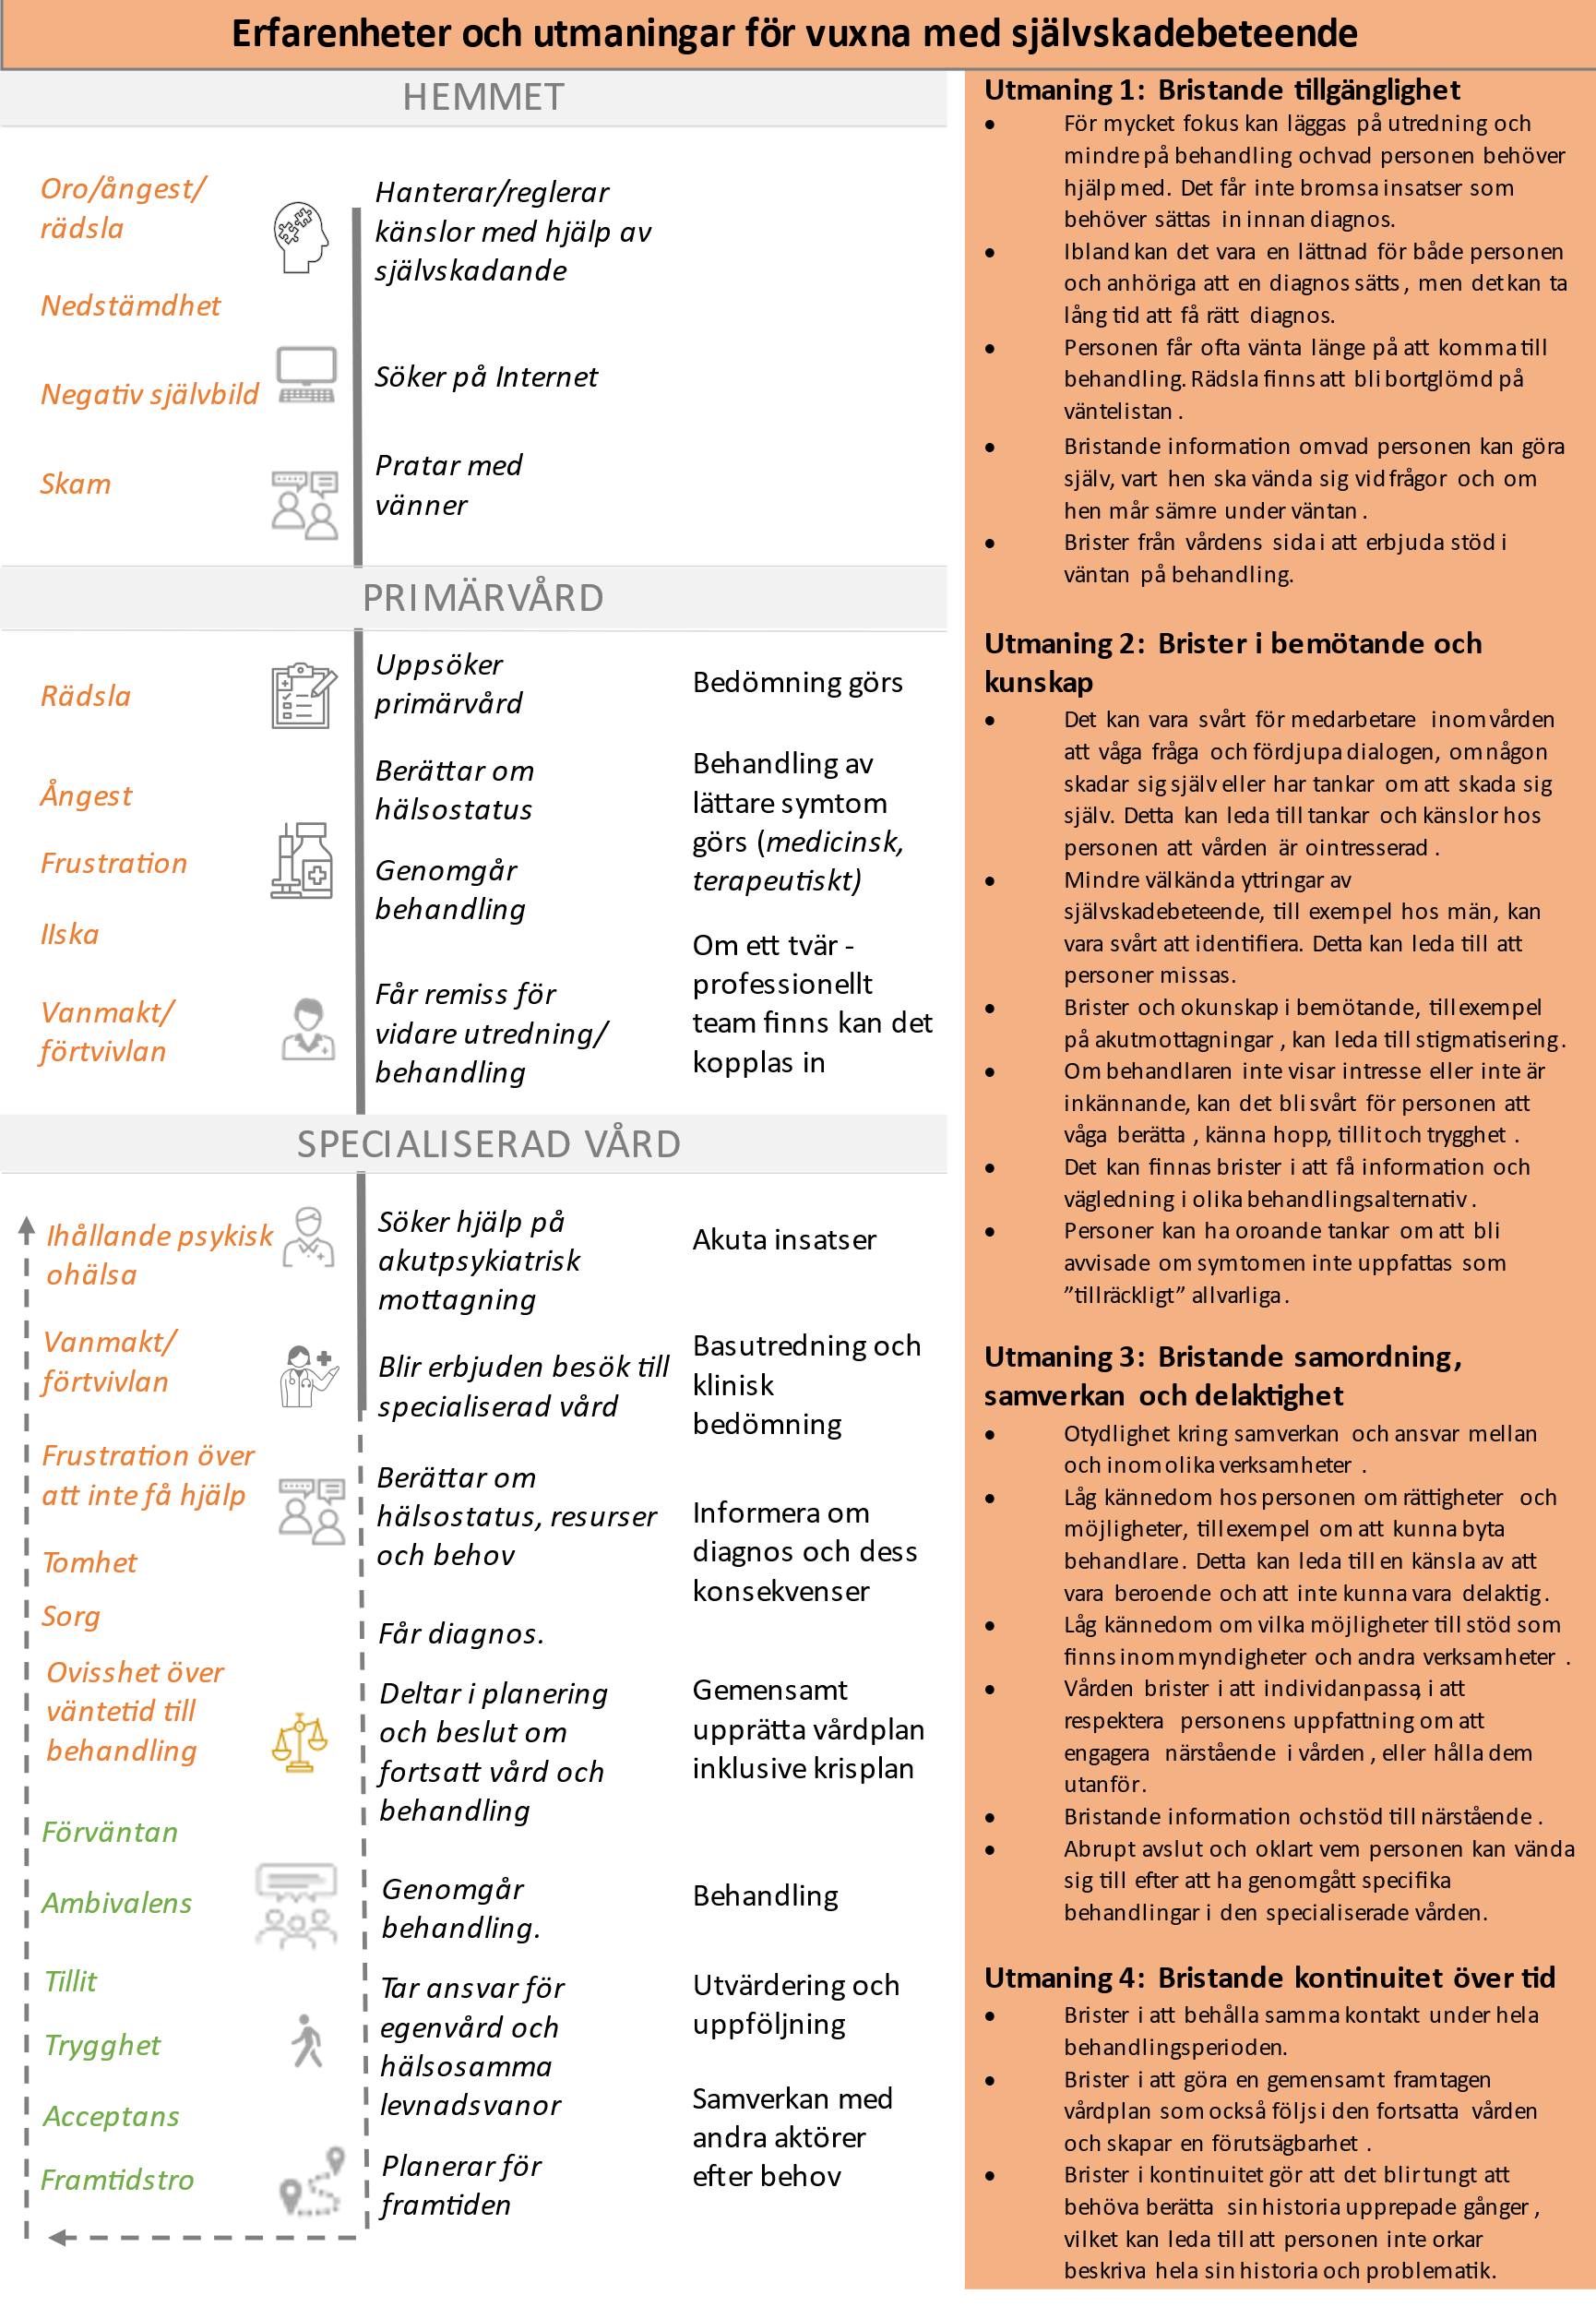 Erfarenheter och utmaningar för vuxna med självskadebeteende
HEMMET
Oro/ångest/
rädsla
Nedstämdhet
Negativ självbild
Skam
Hanterar/reglerar
känslor med hjälp av
självskadande
Söker på Internet
Pratar med
vänner
PRIMÄRVÅRD
Rädsla
Ångest
Frustration
Ilska
Vanmakt/
förtvivlan
Uppsöker
primärvård
Berättar om
hälsostatus
Genomgår
behandling
Får remiss för
vidare utredning/
behandling
Bedömning görs
Behandling av
lättare symtom
görs (medicinsk,
terapeutiskt)
Om ett tvär -
professionellt
team finns kan det
kopplas in
SPECIALISERAD VÅRD
Ihållande psykisk
ohälsa
Vanmakt/
förtvivlan
Frustration över
att inte få hjälp
Tomhet
Sorg
Ovisshet över
väntetid till
behandling
Förväntan
Ambivalens
Tillit
Trygghet
Acceptans
Framtidstro
Söker hjälp på
akutpsykiatrisk
mottagning
Blir erbjuden besök till
specialiserad vård
Berättar om
hälsostatus, resurser
och behov
Får diagnos.
Deltar i planering
och beslut om
fortsatt vård och
behandling
Genomgår
behandling.
Tar ansvar för
egenvård och
hälsosamma
levnadsvanor
Planerar för
framtiden
Akuta insatser
Basutredning och
klinisk
bedömning
Informera om
diagnos och dess
konsekvenser
Gemensamt
upprätta vårdplan
inklusive krisplan
Behandling
Utvärdering och
uppföljning
Samverkan med
andra aktörer
efter behov
Utmaning 1: Bristande tillgänglighet
• För mycket fokus kan läggas på utredning och
mindre på behandling och vad personen behöver
hjälp med. Det får inte bromsa insatser som
behöver sättas in innan diagnos.
• Ibland kan det vara en lättnad för både personen
och anhöriga att en diagnos sätts, men det kan ta
lång tid att få rätt diagnos.
• Personen får ofta vänta länge på att komma till
behandling. Rädsla finns att bli bortglömd på
väntelistan.
• Bristande information om vad personen kan göra
själv, vart hen ska vända sig vid frågor och om
hen mår sämre under väntan.
• Brister från vårdens sida i att erbjuda stöd i
väntan på behandling.
Utmaning 2: Brister i bemötande och
kunskap
• Det kan vara svårt för medarbetare inom vården
att våga fråga och fördjupa dialogen, om någon
skadar sig själv eller har tankar om att skada sig
själv. Detta kan leda till tankar och känslor hos
personen att vården är ointresserad.
• Mindre välkända yttringar av
självskadebeteende, till exempel hos män, kan
vara svårt att identifiera. Detta kan leda till att
personer missas.
• Brister och okunskap i bemötande, till exempel
på akutmottagningar, kan leda till stigmatisering.
• Om behandlaren inte visar intresse eller inte är
inkännande, kan det bli svårt för personen att
våga berätta, känna hopp, tillit och trygghet.
• Det kan finnas brister i att få information och
vägledning i olika behandlingsalternativ.
• Personer kan ha oroande tankar om att bli
avvisade om symtomen inte uppfattas som
”tillräckligt” allvarliga.
Utmaning 3: Bristande samordning,
samverkan och delaktighet
• Otydlighet kring samverkan och ansvar mellan
och inom olika verksamheter.
• Låg kännedom hos personen om rättigheter och
möjligheter, till exempel om att kunna byta
behandlare. Detta kan leda till en känsla av att
vara beroende och att inte kunna vara delaktig.
• Låg kännedom om vilka möjligheter till stöd som
finns inom myndigheter och andra verksamheter.
• Vården brister i att individanpassa, i att
respektera personens uppfattning om att
engagera närstående i vården, eller hålla dem
utanför.
• Bristande information och stöd till närstående.
• Abrupt avslut och oklart vem personen kan vända
sig till efter att ha genomgått specifika
behandlingar i den specialiserade vården.
Utmaning 4: Bristande kontinuitet över tid
• Brister i att behålla samma kontakt under hela
behandlingsperioden.
• Brister i att göra en gemensamt framtagen
vårdplan som också följs i den fortsatta vården
och skapar en förutsägbarhet.
• Brister i kontinuitet gör att det blir tungt att
behöva berätta sin historia upprepade gånger,
vilket kan leda till att personen inte orkar
beskriva hela sin historia och problematik.